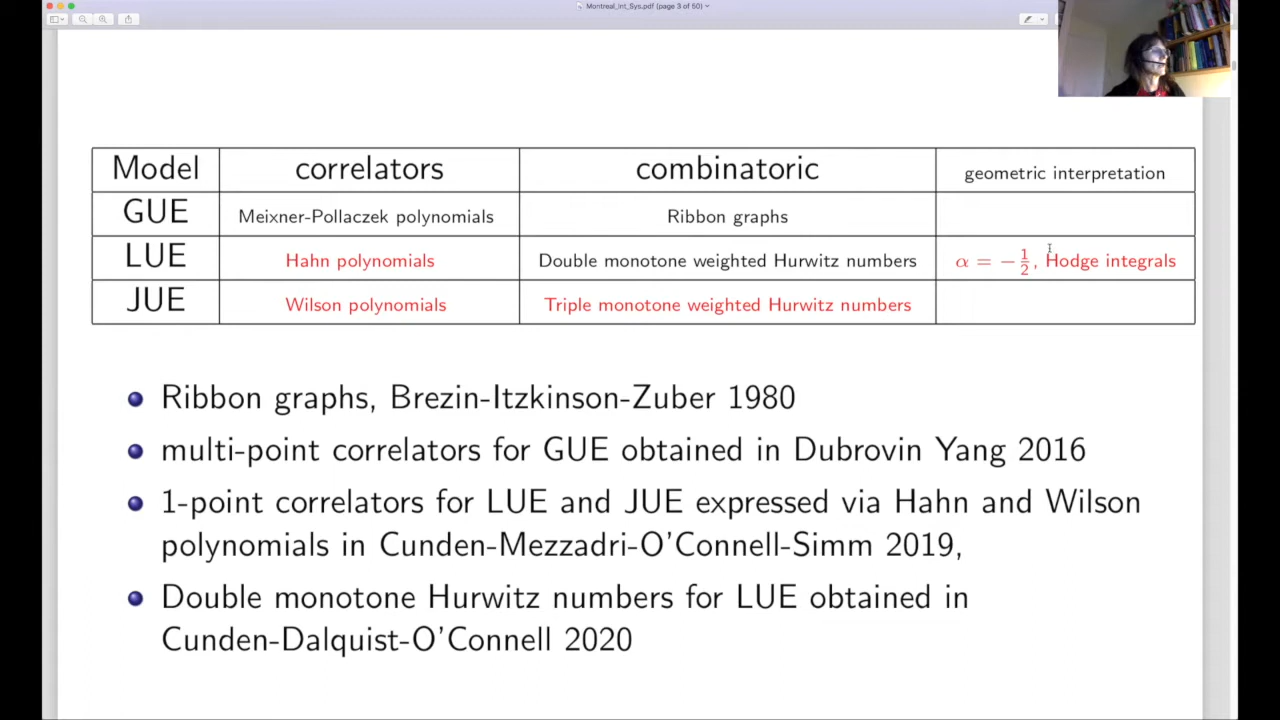 Montreal_Int_Sys.pdf (page 3 of 50)
Model correlators combinatoric geometric interpretation
GUE Meixner-Pollaczek polynomials Ribbon graphs
LUE Hahn polynomials Double monotone weighted Hurwitz numbers α = −1/2, Hodge integrals
JUE Wilson polynomials Triple monotone weighted Hurwitz numbers
Ribbon graphs, Brezin-Itzkinson-Zuber 1980
multi-point correlators for GUE obtained in Dubrovin Yang 2016
1-point correlators for LUE and JUE expressed via Hahn and Wilson
polynomials in Cunden-Mezzadri-O'Connell-Simm 2019,
Double monotone Hurwitz numbers for LUE obtained in
Cunden-Dalquist-O'Connell 2020